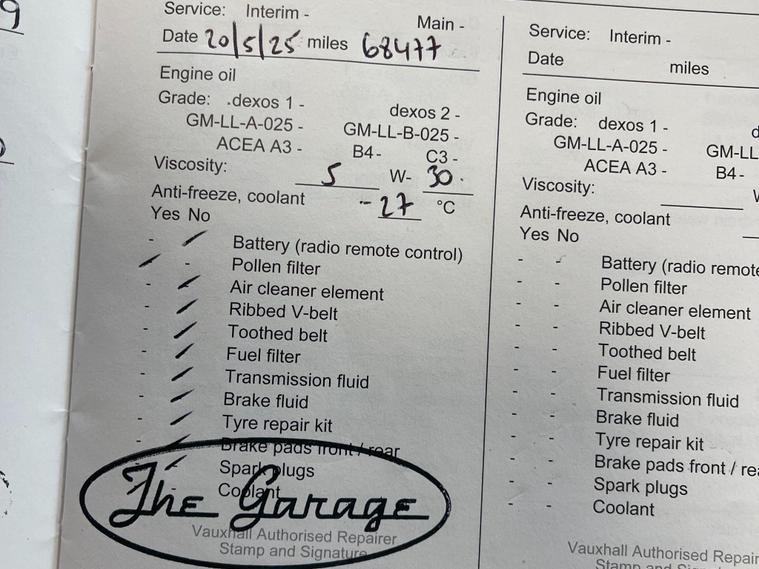 9
Service: Interim - Main -
Date 20/5/25 miles 68477
Engine oil
Grade: dexos 1 - dexos 2 -
GM-LL-A-025 - GM-LL-B-025 -
ACEA A3 - B4- C3 -
Viscosity: 5 W- 30
Anti-freeze, coolant -27 °C
Yes No
Battery (radio remote control)
Pollen filter
Air cleaner element
Ribbed V-belt
Toothed belt
Fuel filter
Transmission fluid
Brake fluid
Tyre repair kit
Brake pads front / rear
Spark plugs
Coolant
The Garage
Vauxhall Authorised Repairer
Stamp and Signature
Service: Interim -
Date miles
Engine oil
Grade: dexos 1 - d
GM-LL-A-025 - GM-LL
ACEA A3 - B4-
Viscosity:
Anti-freeze, coolant
Yes No
Battery (radio remote
Pollen filter
Air cleaner element
Ribbed V-belt
Toothed belt
Fuel filter
Transmission fluid
Brake fluid
Tyre repair kit
Brake pads front / rea
Spark plugs
Coolant
Vauxhall Authorised Repair